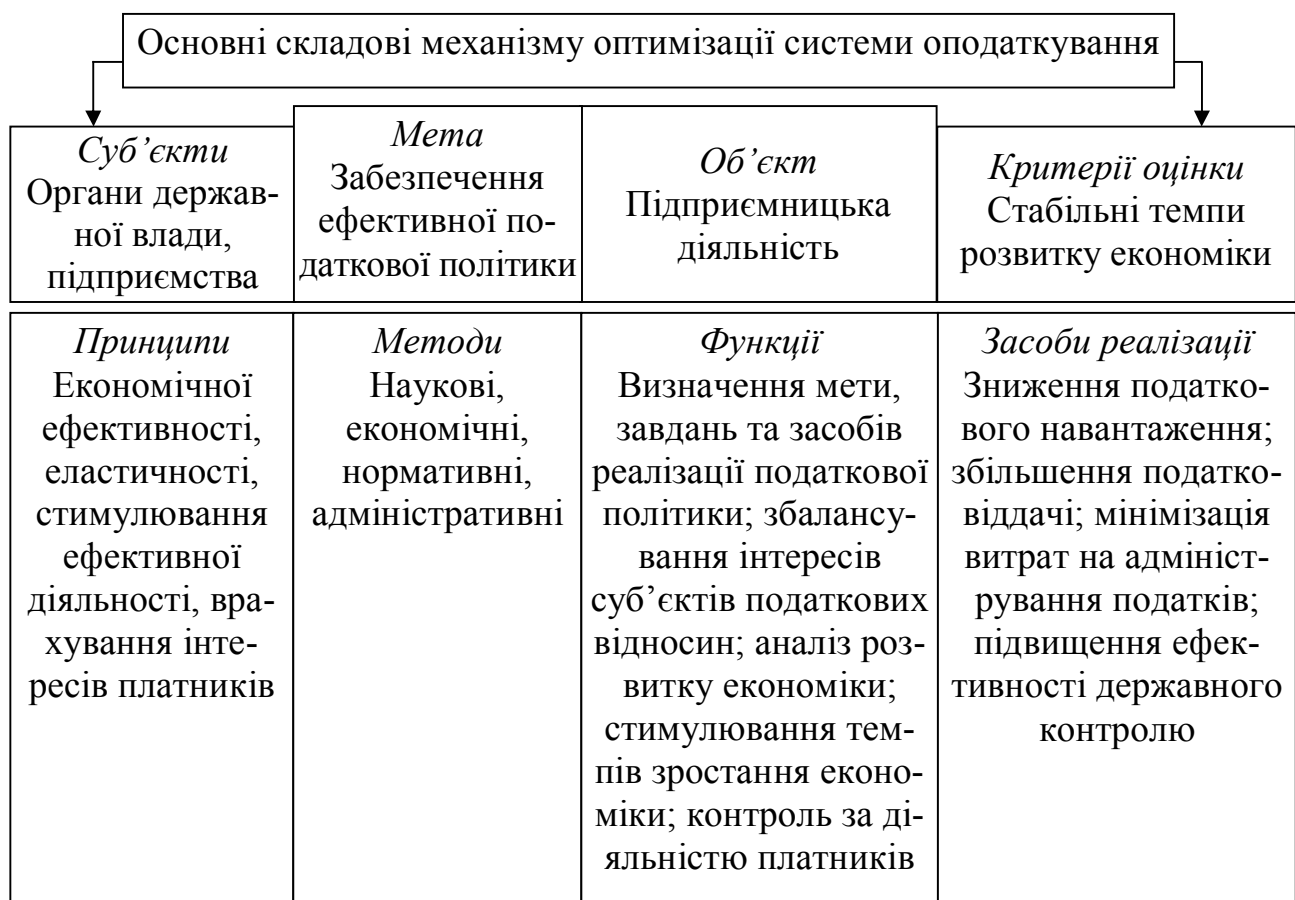 Основні складові механізму оптимізації системи оподаткування
Суб’єкти
Органи держав-
ної влади,
підприємства
Мета
Забезпечення
ефективної по-
даткової політики
Об’єкт
Підприємницька
діяльність
Критерії оцінки
Стабільні темпи
розвитку економіки
Принципи
Економічної
ефективності,
еластичності,
стимулювання
ефективної
діяльності, вра-
хування інте-
ресів платників
Методи
Наукові,
економічні,
нормативні,
адміністративні
Функції
Визначення мети,
завдань та засобів
реалізації податкової
політики; збалансу-
вання інтересів
суб’єктів податкових
відносин; аналіз роз-
витку економіки;
стимулювання тем-
пів зростання еконо-
міки; контроль за ді-
яльністю платників
Засоби реалізації
Зниження податко-
вого навантаження;
збільшення податко-
віддачі; мінімізація
витрат на адмініст-
рування податків;
підвищення ефек-
тивності державного
контролю